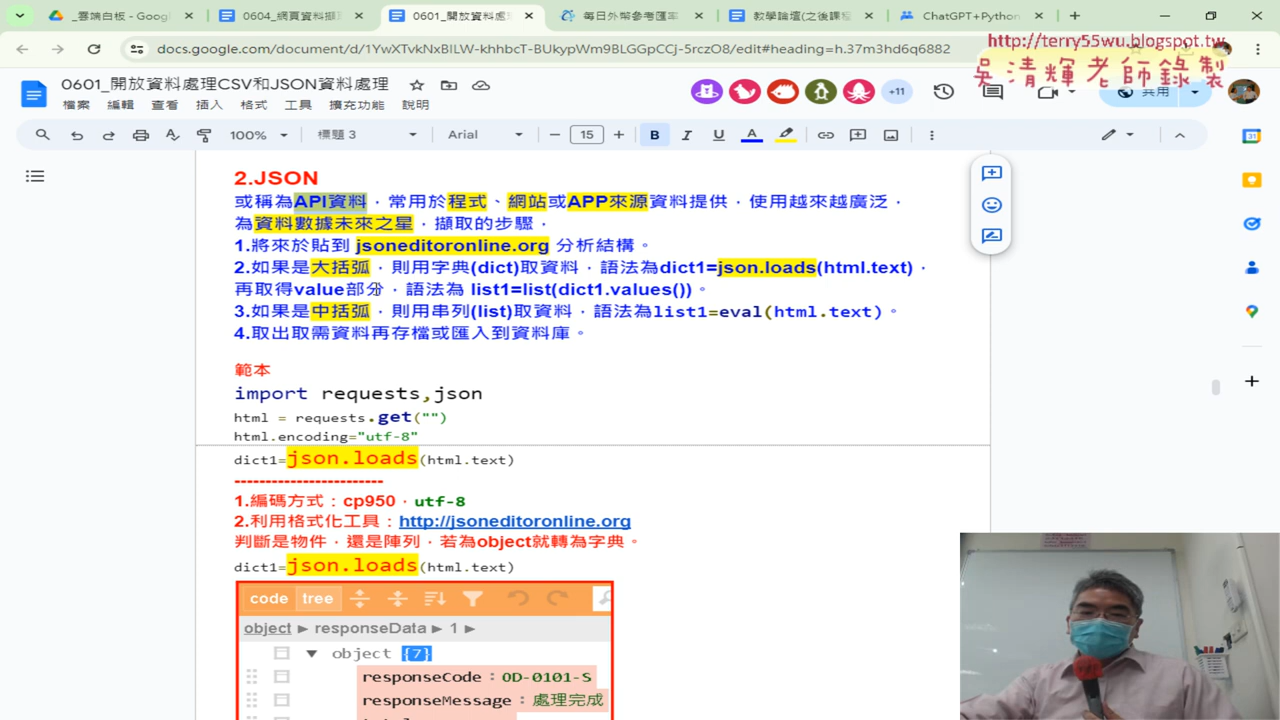 _雲端白板 - Googl
0604_網頁資料擷
0601_開放資料處
每日外幣參考匯率
教學論壇(之後課程
ChatGPT+Python
docs.google.com/document/d/1YwXTvkNxBILW-khhbcT-BUkypWm9BLGGpCCj-5rczO8/edit#heading=h.37m3hd6q6882
http://terry55wu.blogspot.tw
吳清輝老師錄製
0601_開放資料處理CSV和JSON資料處理
檔案 編輯 查看 插入 格式 工具 擴充功能 說明
+11
共用
100% 標題 3 Arial 15 B I U A
2.JSON
或稱為API資料，常用於程式、網站或APP來源資料提供，使用越來越廣泛，
為資料數據未來之星，擷取的步驟，
1.將來於貼到 jsoneditoronline.org 分析結構。
2.如果是大括弧，則用字典(dict)取資料，語法為dict1=json.loads(html.text)，
再取得value部分，語法為 list1=list(dict1.values())。
3.如果是中括弧，則用串列(list)取資料，語法為list1=eval(html.text)。
4.取出取需資料再存檔或匯入到資料庫。
範本
import requests,json
html = requests.get("")
html.encoding="utf-8"
dict1=json.loads(html.text)
------------------------
1.編碼方式：cp950，utf-8
2.利用格式化工具：http://jsoneditoronline.org
判斷是物件，還是陣列，若為object就轉為字典。
dict1=json.loads(html.text)
code tree
object ► responseData ► 1 ►
▼ object {7}
responseCode：OD-0101-S
responseMessage：處理完成